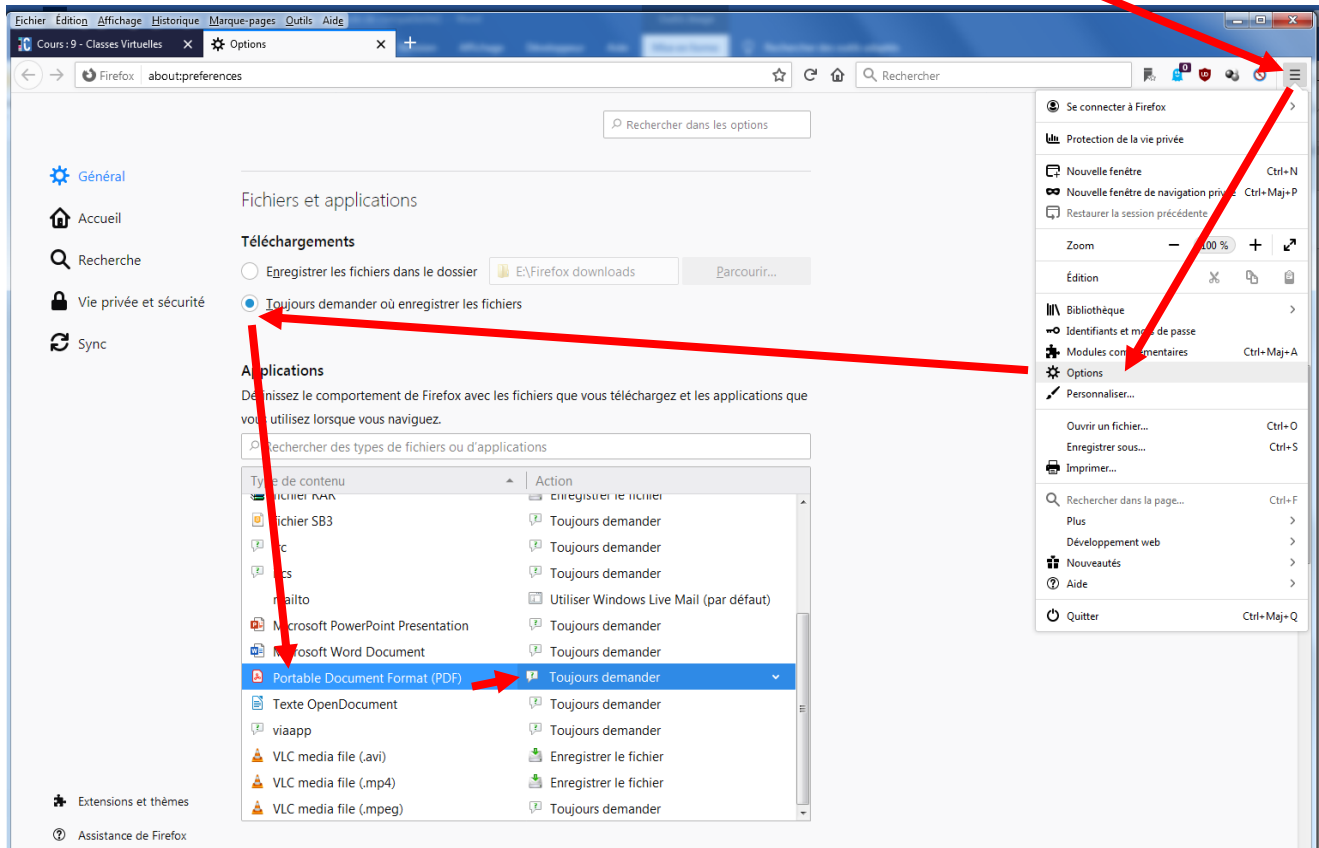 Fichier Édition Affichage Historique Marque-pages Outils Aide
Cours : 9 - Classes Virtuelles
Options
Firefox about:preferences
Rechercher
0
Rechercher dans les options
Général
Accueil
Recherche
Vie privée et sécurité
Sync
Extensions et thèmes
Assistance de Firefox
Fichiers et applications
Téléchargements
Enregistrer les fichiers dans le dossier E:\Firefox downloads Parcourir...
Toujours demander où enregistrer les fichiers
Applications
Définissez le comportement de Firefox avec les fichiers que vous téléchargez et les applications que
vous utilisez lorsque vous naviguez.
Rechercher des types de fichiers ou d'applications
Type de contenu Action
Fichier RAR Enregistrer le fichier
Fichier SB3 Toujours demander
Toujours demander
Toujours demander
mailto Utiliser Windows Live Mail (par défaut)
Microsoft PowerPoint Presentation Toujours demander
Microsoft Word Document Toujours demander
Portable Document Format (PDF) Toujours demander
Texte OpenDocument Toujours demander
viaapp Toujours demander
VLC media file (.avi) Enregistrer le fichier
VLC media file (.mp4) Enregistrer le fichier
VLC media file (.mpeg) Toujours demander
Se connecter à Firefox
Protection de la vie privée
Nouvelle fenêtre Ctrl+N
Nouvelle fenêtre de navigation privée Ctrl+Maj+P
Restaurer la session précédente
Zoom 100 %
Édition
Bibliothèque
Identifiants et mots de passe
Modules complémentaires Ctrl+Maj+A
Options
Personnaliser...
Ouvrir un fichier... Ctrl+O
Enregistrer sous... Ctrl+S
Imprimer...
Rechercher dans la page... Ctrl+F
Plus
Développement web
Nouveautés
Aide
Quitter Ctrl+Maj+Q